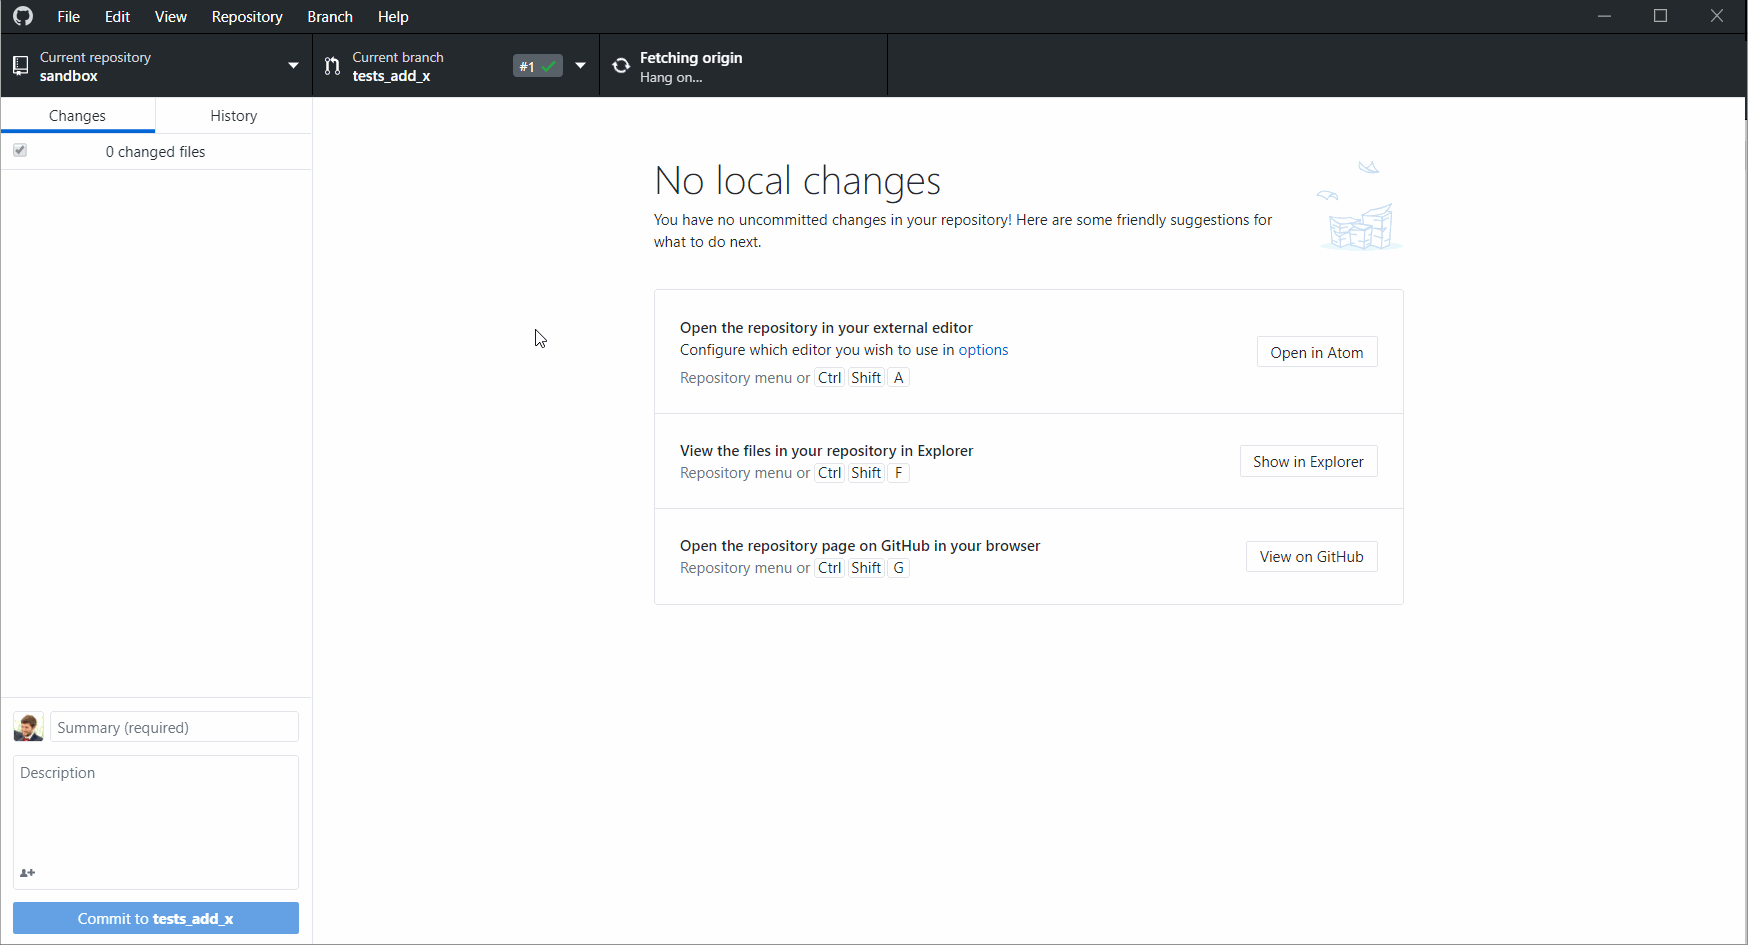 File Edit View Repository Branch Help
Current repository
sandbox
Current branch
tests_add_x
#1
Fetching origin
Hang on...
Changes History
0 changed files
No local changes
You have no uncommitted changes in your repository! Here are some friendly suggestions for
what to do next.
Open the repository in your external editor
Configure which editor you wish to use in options
Repository menu or Ctrl Shift A
Open in Atom
View the files in your repository in Explorer
Repository menu or Ctrl Shift F
Show in Explorer
Open the repository page on GitHub in your browser
Repository menu or Ctrl Shift G
View on GitHub
Summary (required)
Description
Commit to tests_add_x